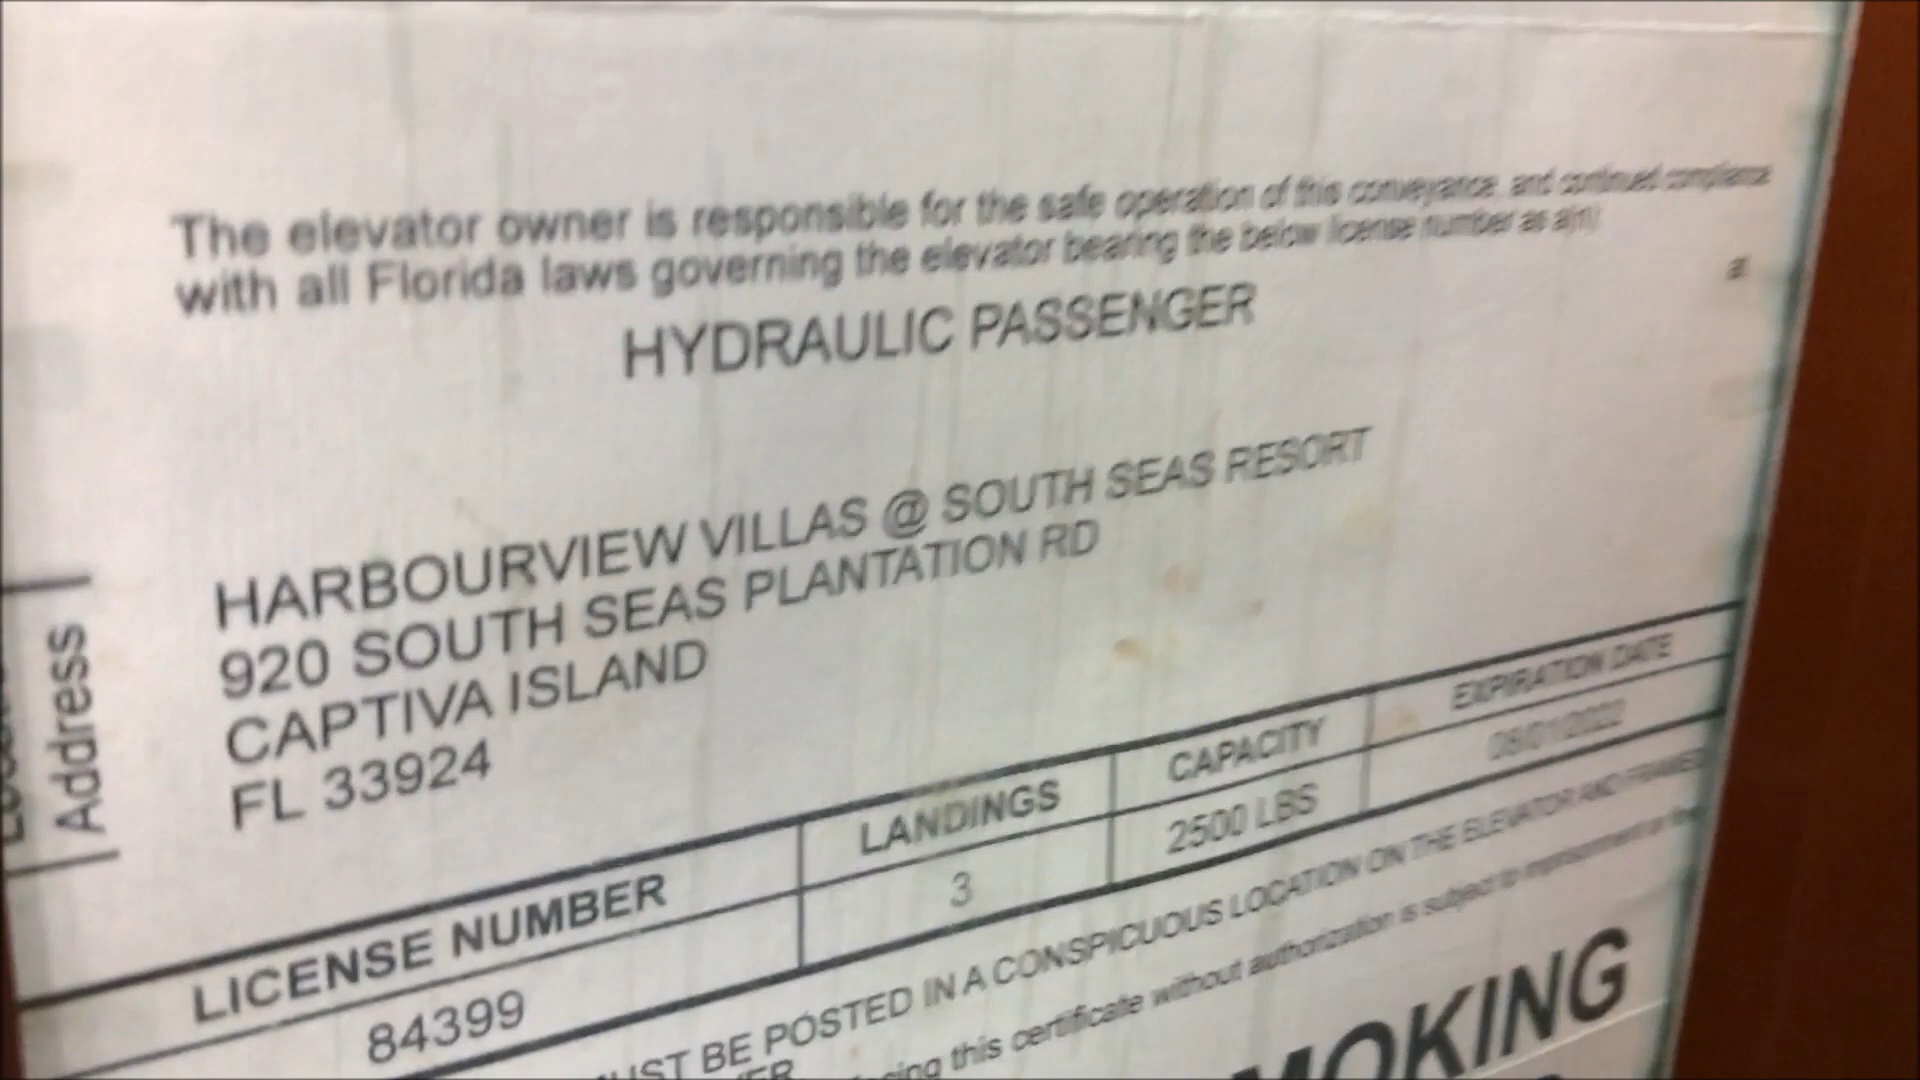 The elevator owner is responsible for the safe operation of this conveyance, and continued compliance
with all Florida laws governing the elevator bearing the below license number as a(n)
HYDRAULIC PASSENGER
Address
HARBOURVIEW VILLAS @ SOUTH SEAS RESORT
920 SOUTH SEAS PLANTATION RD
CAPTIVA ISLAND
FL 33924
LICENSE NUMBER LANDINGS CAPACITY EXPIRATION DATE
84399 3 2500 LBS
UST BE POSTED IN A CONSPICUOUS LOCATION ON THE ELEVATOR AND FRAMED
this certificate without authorization is subject to imprisonment or
MOKING